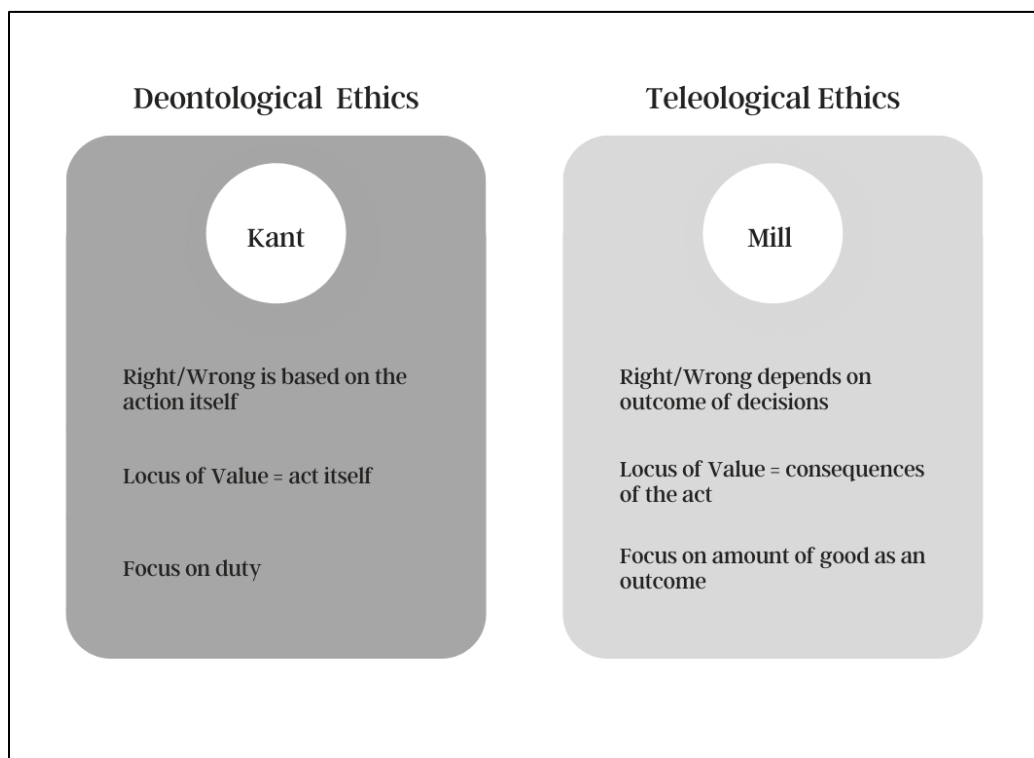 Deontological Ethics
Kant
Right/Wrong is based on the
action itself
Locus of Value = act itself
Focus on duty
Teleological Ethics
Mill
Right/Wrong depends on
outcome of decisions
Locus of Value = consequences
of the act
Focus on amount of good as an
outcome